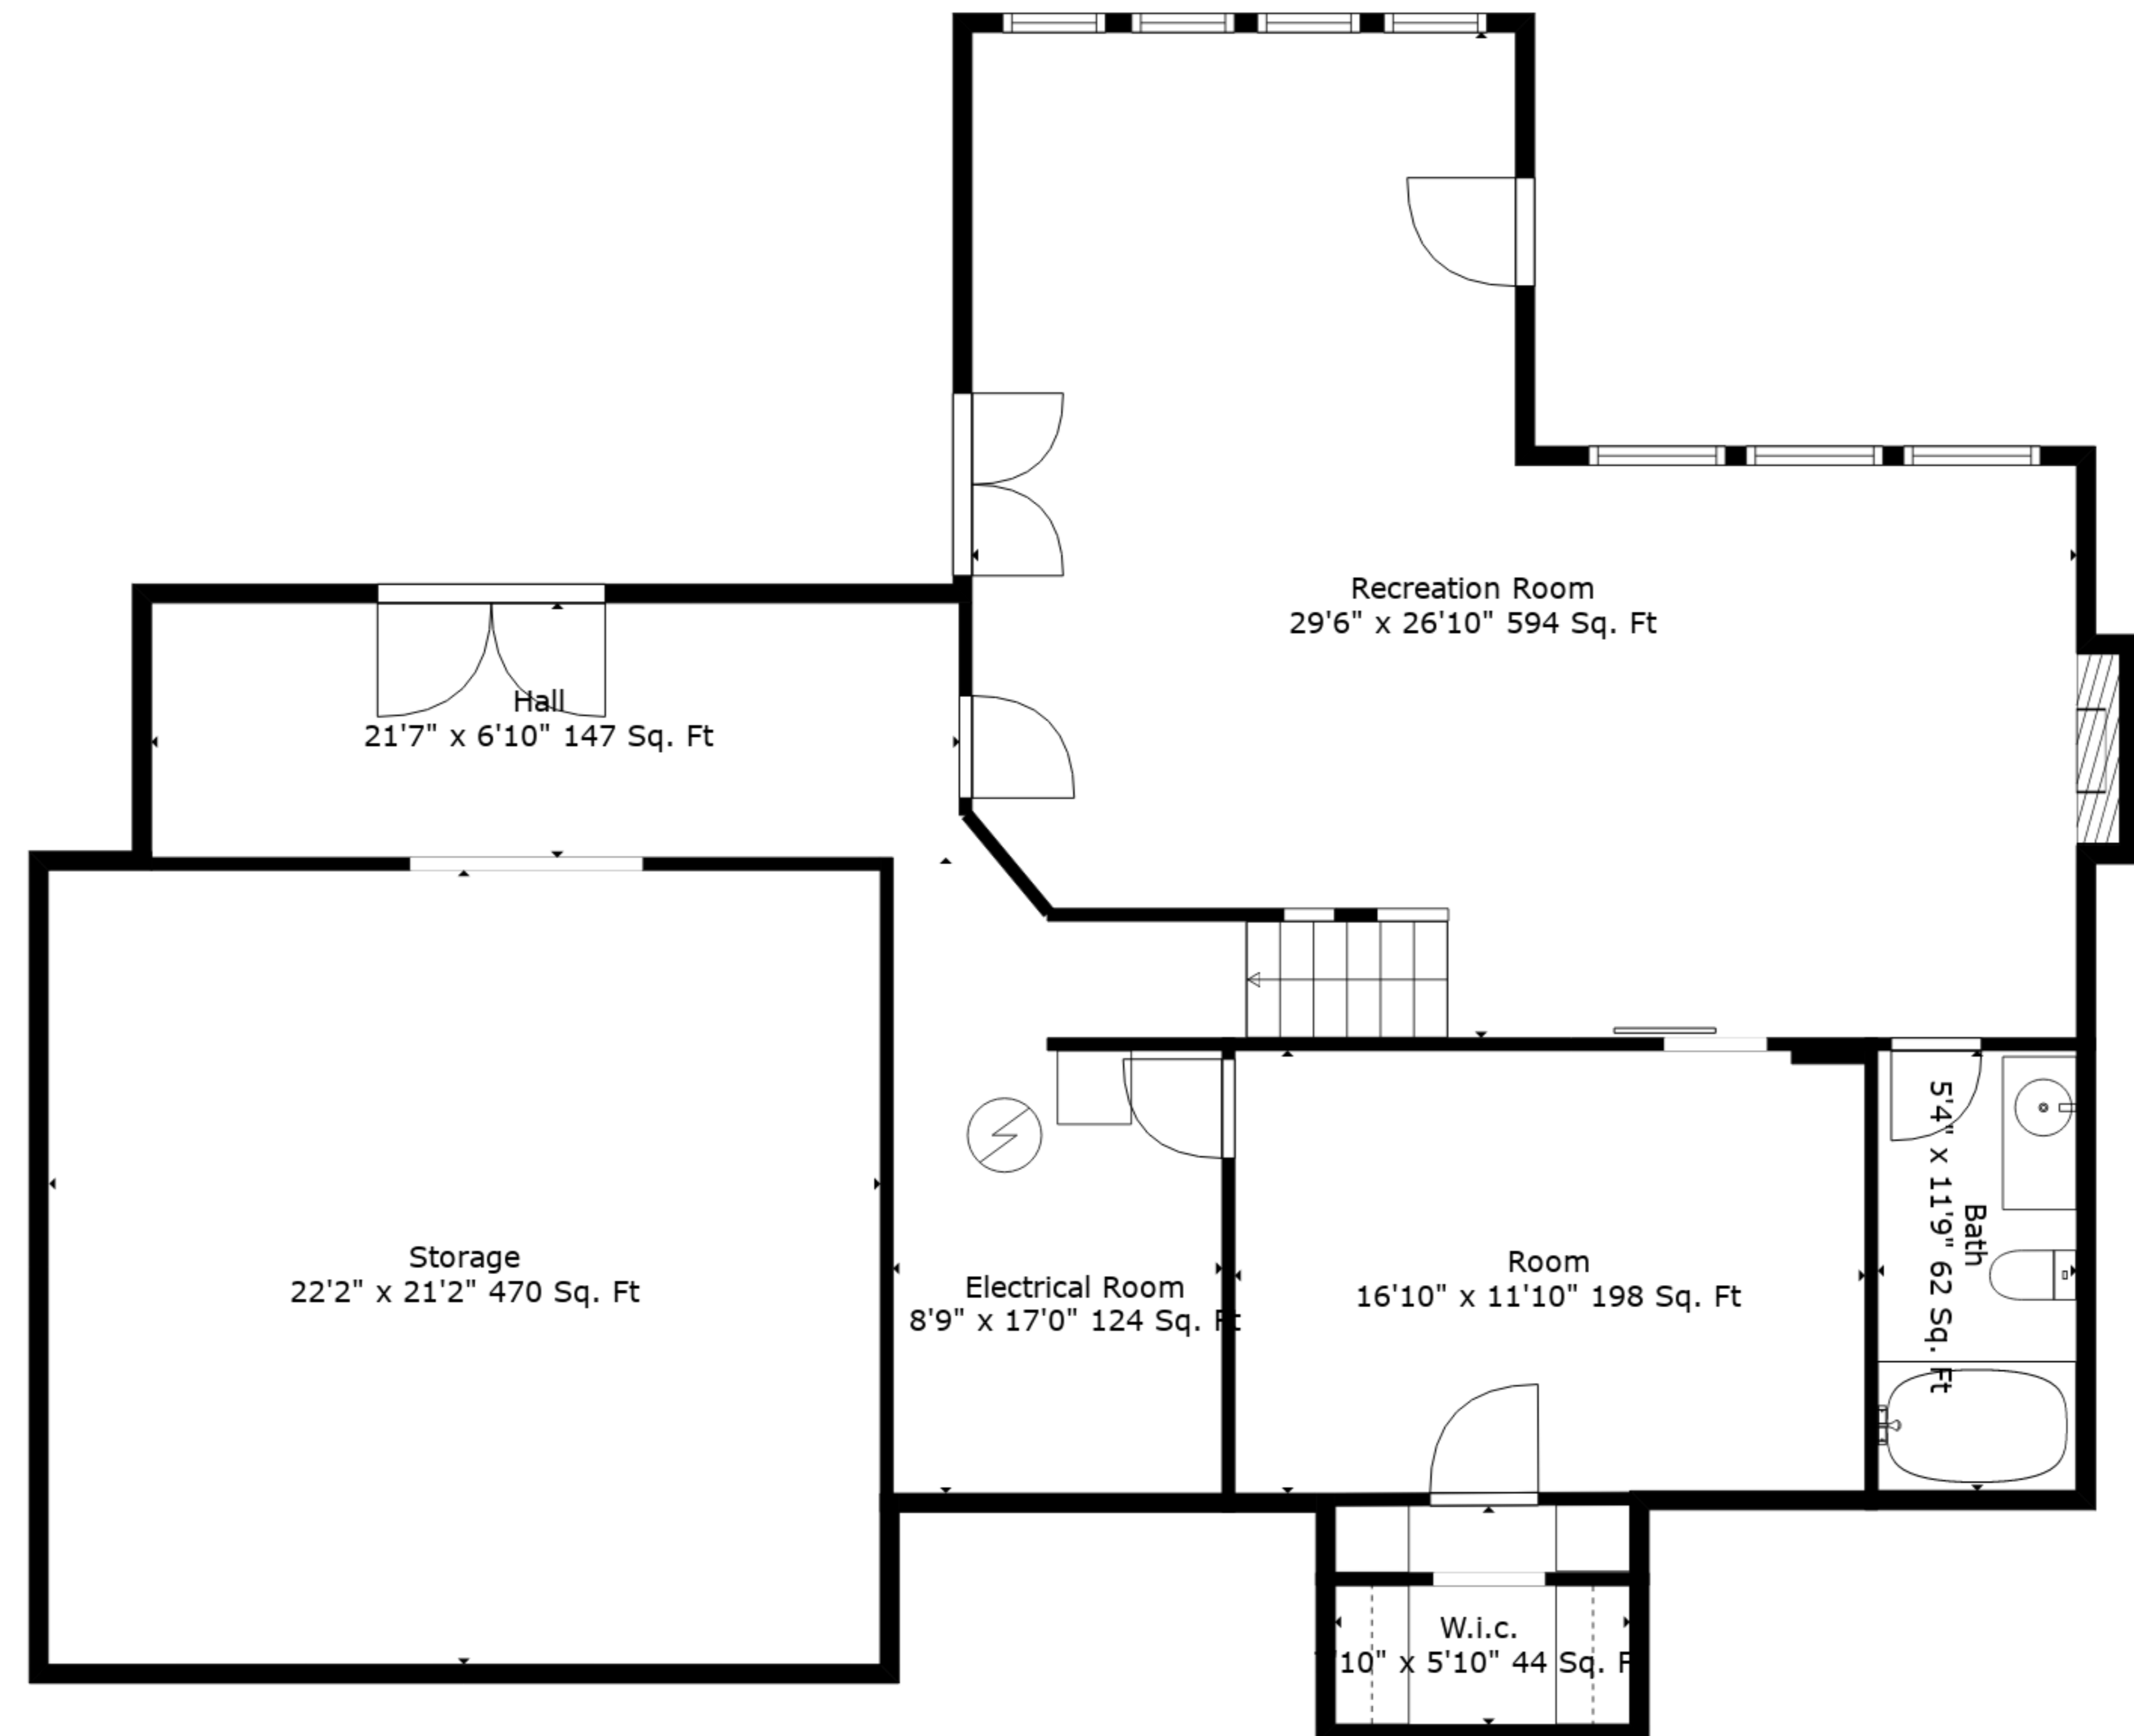 Recreation Room
29'6" x 26'10" 594 Sq. Ft
Hall
21'7" x 6'10" 147 Sq. Ft
Storage
22'2" x 21'2" 470 Sq. Ft
Electrical Room
8'9" x 17'0" 124 Sq. Ft
Room
16'10" x 11'10" 198 Sq. Ft
Bath
5'4" x 11'9" 62 Sq. Ft
W.i.c.
10" x 5'10" 44 Sq. F